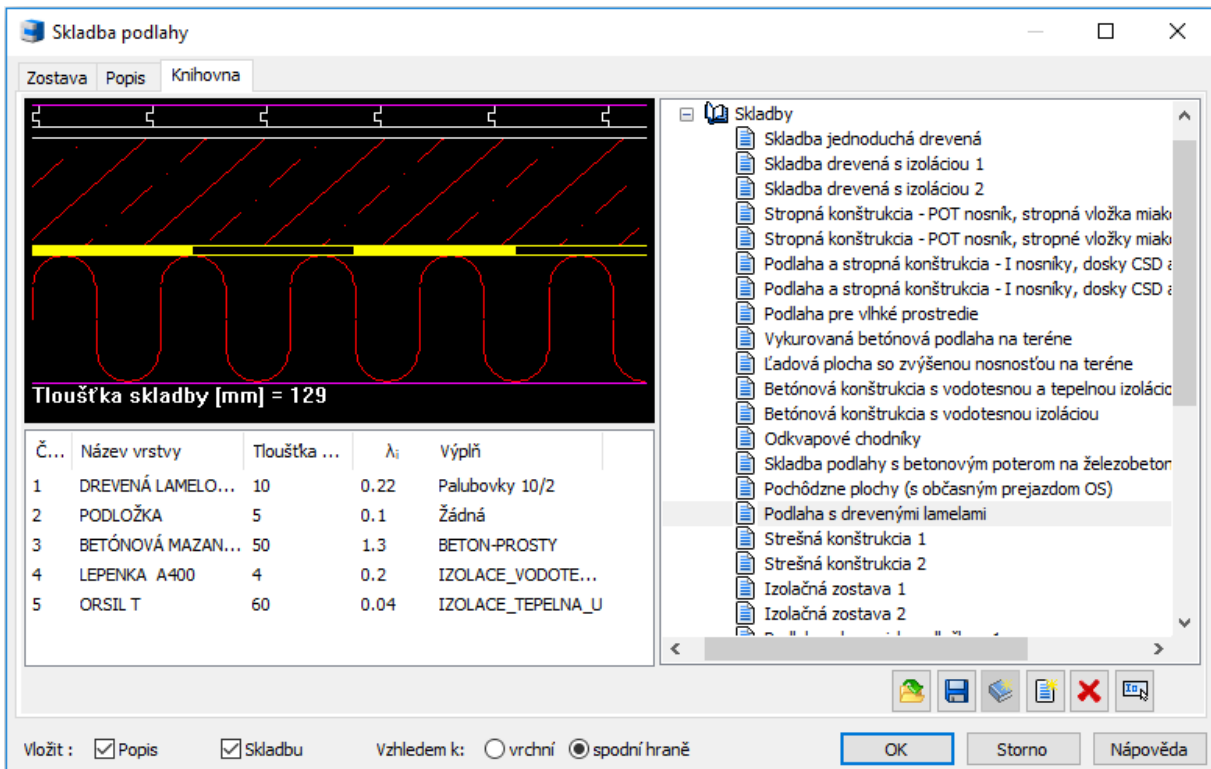 Skladba podlahy
Zostava Popis Knihovna
Tloušťka skladby [mm] = 129
Č... Název vrstvy Tloušťka ... λᵢ Výplň
1 DREVENÁ LAMELO... 10 0.22 Palubovky 10/2
2 PODLOŽKA 5 0.1 Žádná
3 BETÓNOVÁ MAZAN... 50 1.3 BETON-PROSTY
4 LEPENKA A400 4 0.2 IZOLACE_VODOTE...
5 ORSIL T 60 0.04 IZOLACE_TEPELNA_U
Skladby
Skladba jednoduchá drevená
Skladba drevená s izoláciou 1
Skladba drevená s izoláciou 2
Stropná konštrukcia - POT nosník, stropná vložka miak
Stropná konštrukcia - POT nosník, stropné vložky miak
Podlaha a stropná konštrukcia - I nosníky, dosky CSD a
Podlaha a stropná konštrukcia - I nosníky, dosky CSD a
Podlaha pre vlhké prostredie
Vykurovaná betónová podlaha na teréne
Ľadová plocha so zvýšenou nosnosťou na teréne
Betónová konštrukcia s vodotesnou a tepelnou izolácio
Betónová konštrukcia s vodotesnou izoláciou
Odkvapové chodníky
Skladba podlahy s betonovým poterom na železobeton
Pochôdzne plochy (s občasným prejazdom OS)
Podlaha s drevenými lamelami
Strešná konštrukcia 1
Strešná konštrukcia 2
Izolačná zostava 1
Izolačná zostava 2
Vložit : Popis Skladbu Vzhledem k: vrchní spodní hraně OK Storno Nápověda